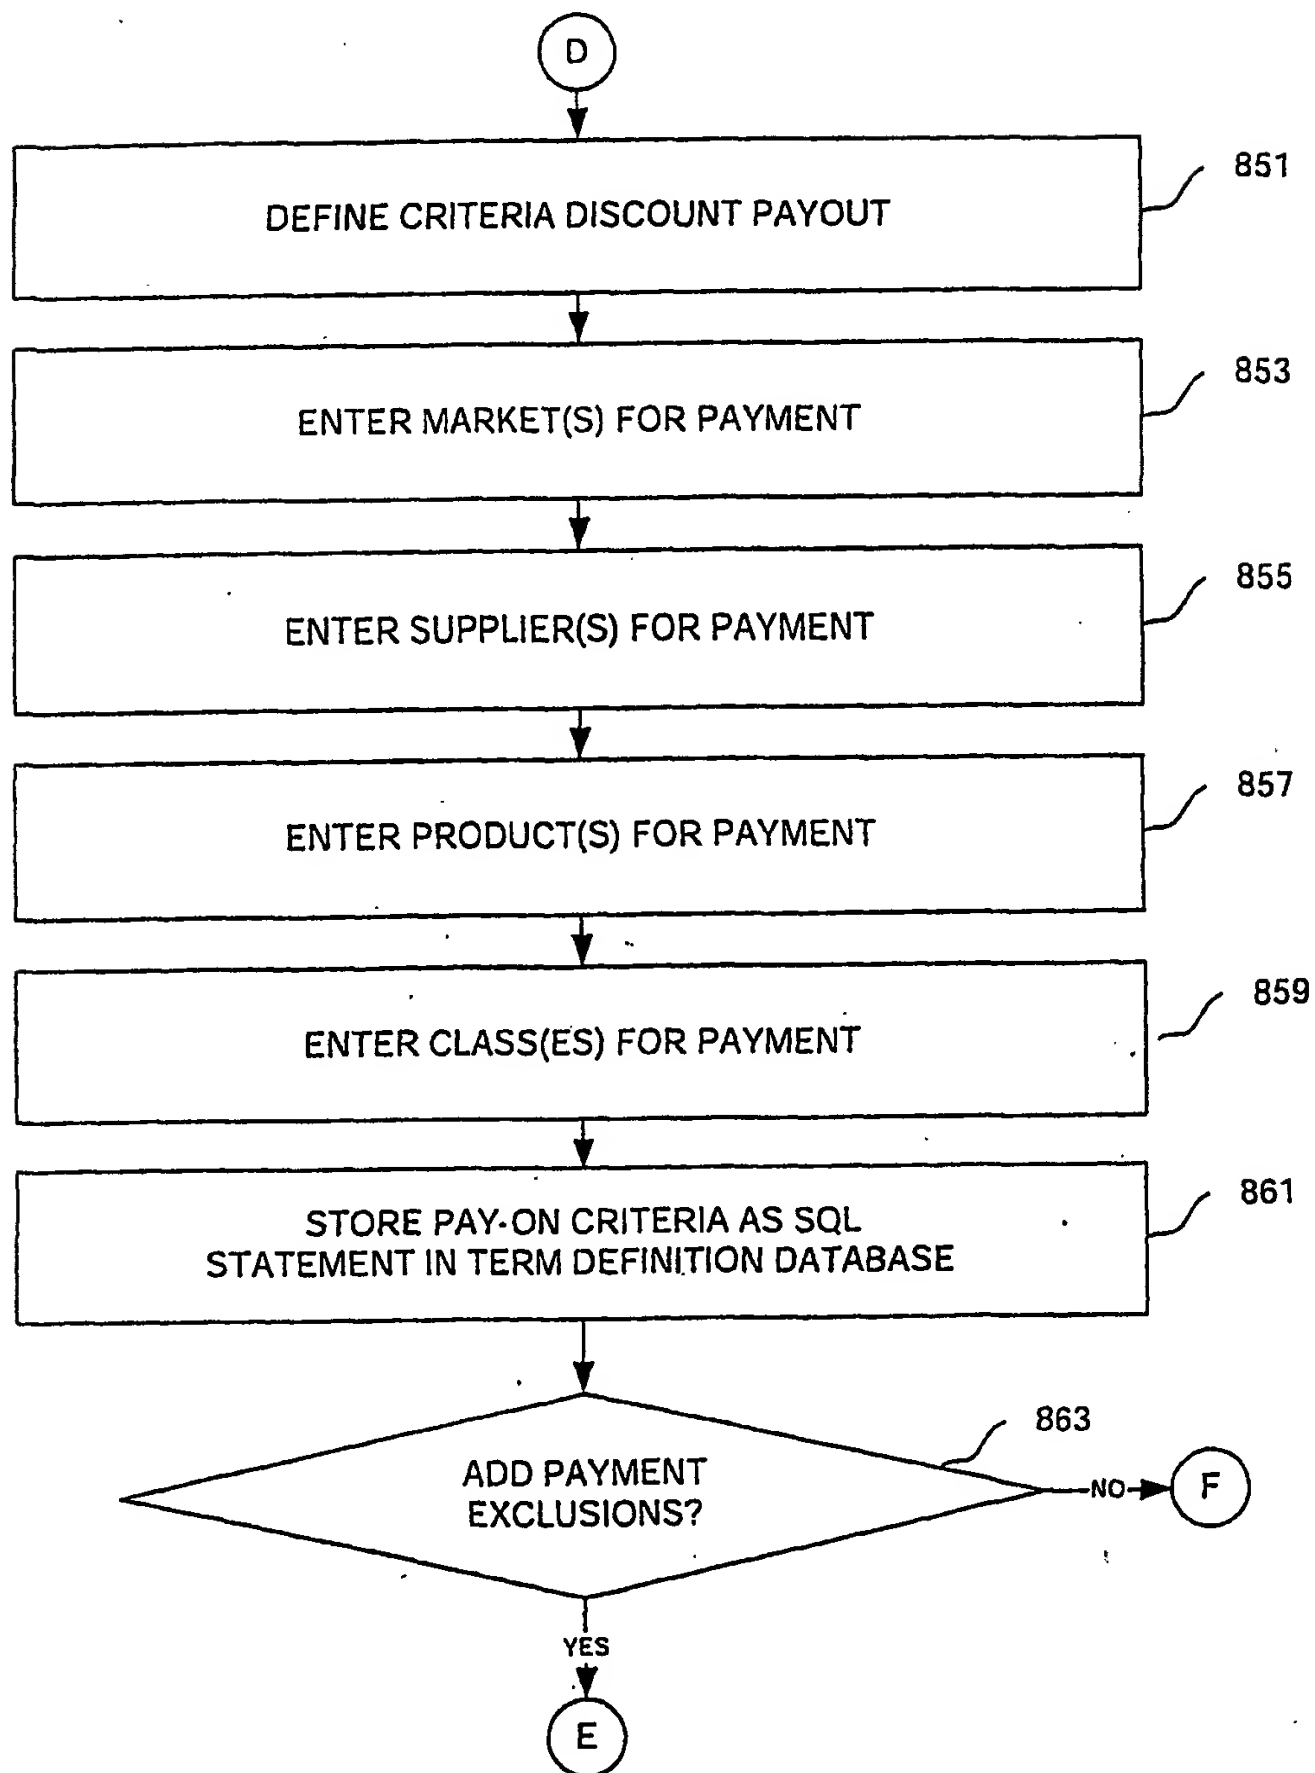 D
DEFINE CRITERIA DISCOUNT PAYOUT
851
ENTER MARKET(S) FOR PAYMENT
853
ENTER SUPPLIER(S) FOR PAYMENT
855
ENTER PRODUCT(S) FOR PAYMENT
857
ENTER CLASS(ES) FOR PAYMENT
859
STORE PAY-ON CRITERIA AS SQL
STATEMENT IN TERM DEFINITION DATABASE
861
ADD PAYMENT
EXCLUSIONS?
863
NO
F
YES
E